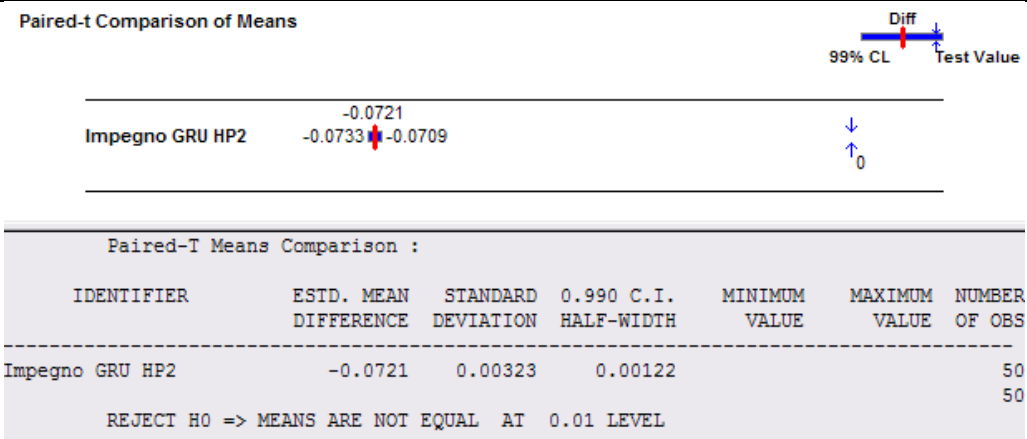 Paired-t Comparison of Means
Diff
99% CL Test Value
-0.0721
Impegno GRU HP2 -0.0733 -0.0709
0
Paired-T Means Comparison :
IDENTIFIER ESTD. MEAN STANDARD 0.990 C.I. MINIMUM MAXIMUM NUMBER
DIFFERENCE DEVIATION HALF-WIDTH VALUE VALUE OF OBS
Impegno GRU HP2 -0.0721 0.00323 0.00122 50
50
REJECT H0 => MEANS ARE NOT EQUAL AT 0.01 LEVEL